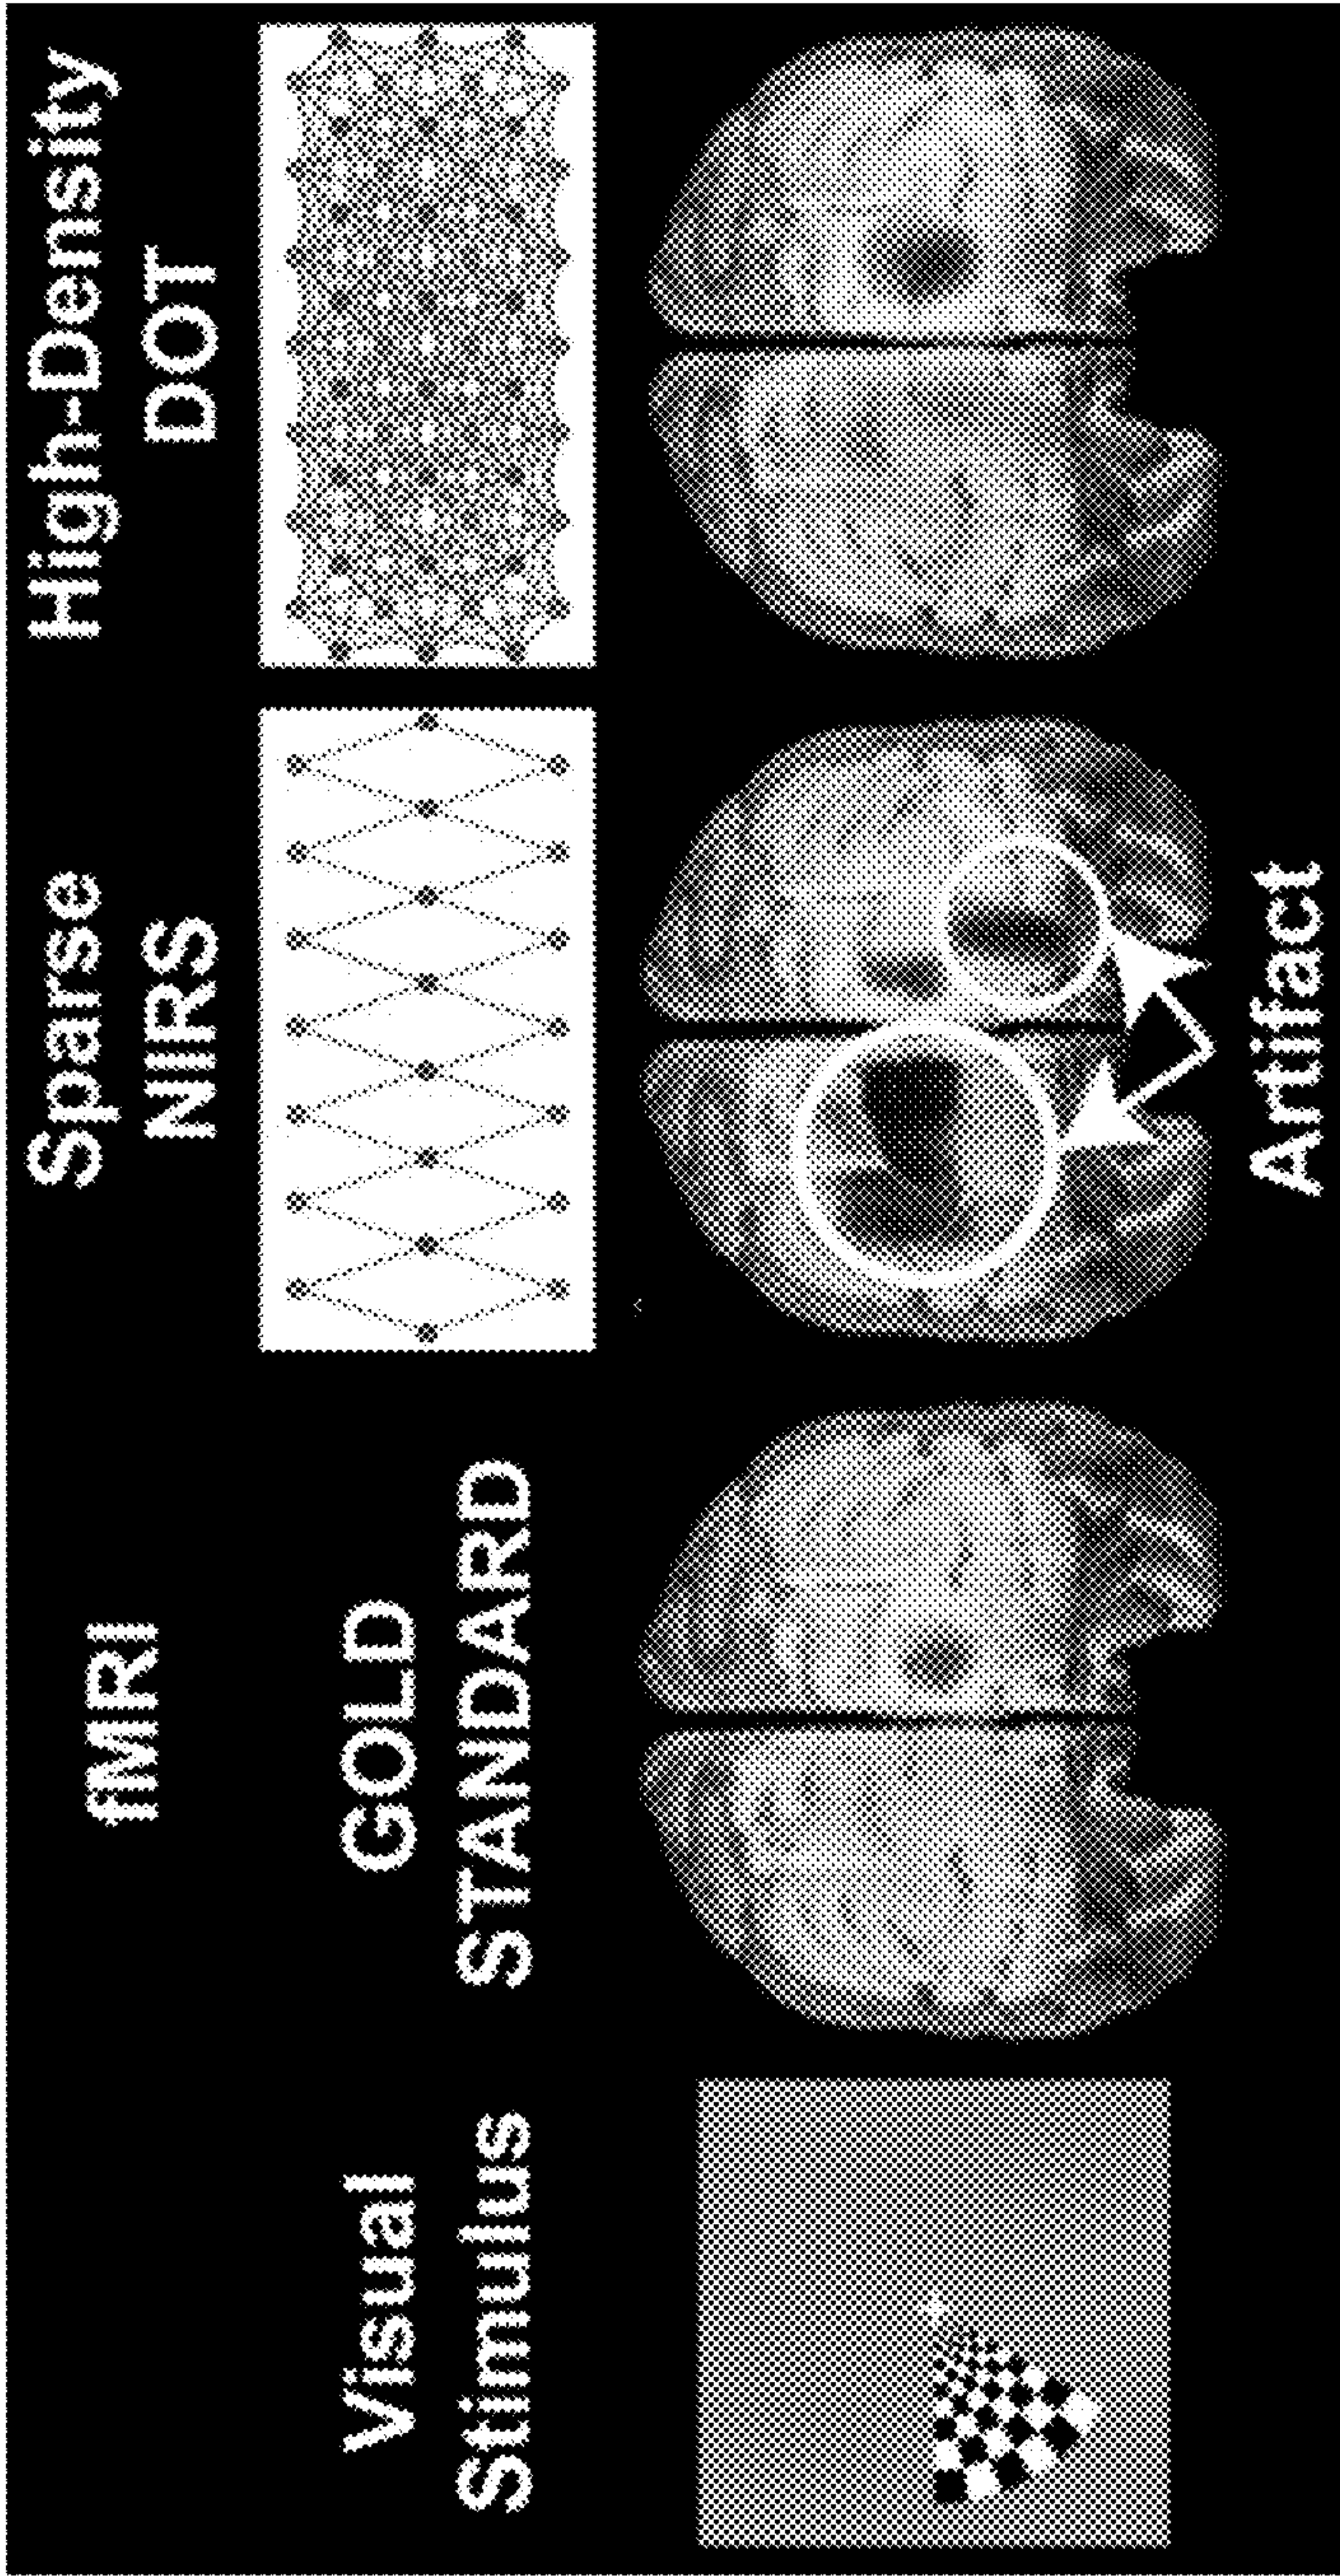 Visual
Stimulus
fMRI
GOLD
STANDARD
Sparse
NIRS
High-Density
DOT
Artifact